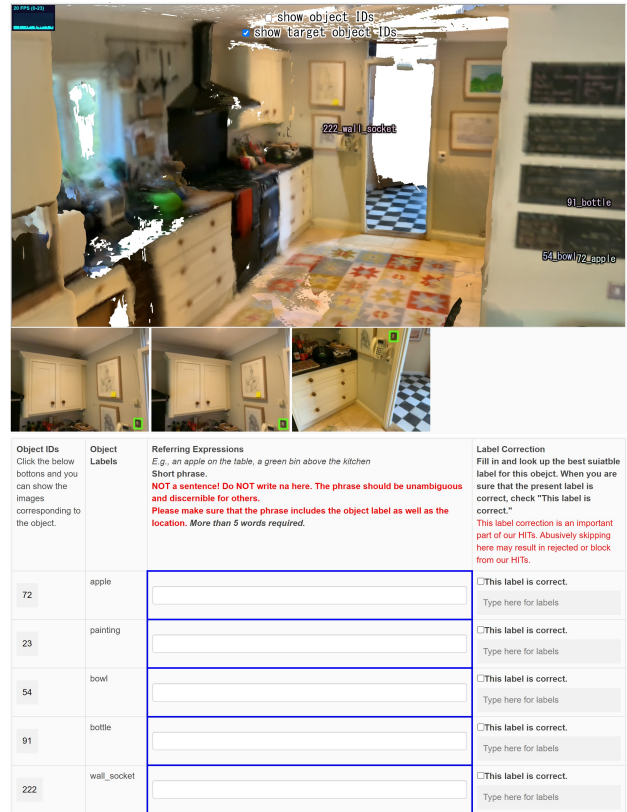 20 FPS (0-23)
show object IDs
show target object IDs
222_wall_socket
91_bottle
54_bowl
72_apple
Object IDs
Click the below
bottons and you
can show the
images
corresponding to
the object.
Object
Labels
Referring Expressions
E.g., an apple on the table, a green bin above the kitchen
Short phrase.
NOT a sentence! Do NOT write na here. The phrase should be unambiguous
and discernible for others.
Please make sure that the phrase includes the object label as well as the
location. More than 5 words required.
Label Correction
Fill in and look up the best suiatble
label for this obejct. When you are
sure that the present label is
correct, check "This label is
correct."
This label correction is an important
part of our HITs. Abusively skipping
here may result in rejected or block
from our HITs.
72
apple
This label is correct.
Type here for labels
23
painting
This label is correct.
Type here for labels
54
bowl
This label is correct.
Type here for labels
91
bottle
This label is correct.
Type here for labels
222
wall_socket
This label is correct.
Type here for labels